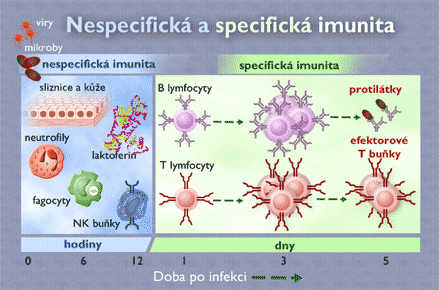 Nespecifická a specifická imunita
viry
mikroby
nespecifická imunita
specifická imunita
sliznice a kůže
laktoferin
neutrofily
fagocyty
NK buňky
B lymfocyty
protilátky
T lymfocyty
efektorové
T buňky
hodiny
dny
0 6 12 1 3 5
Doba po infekci